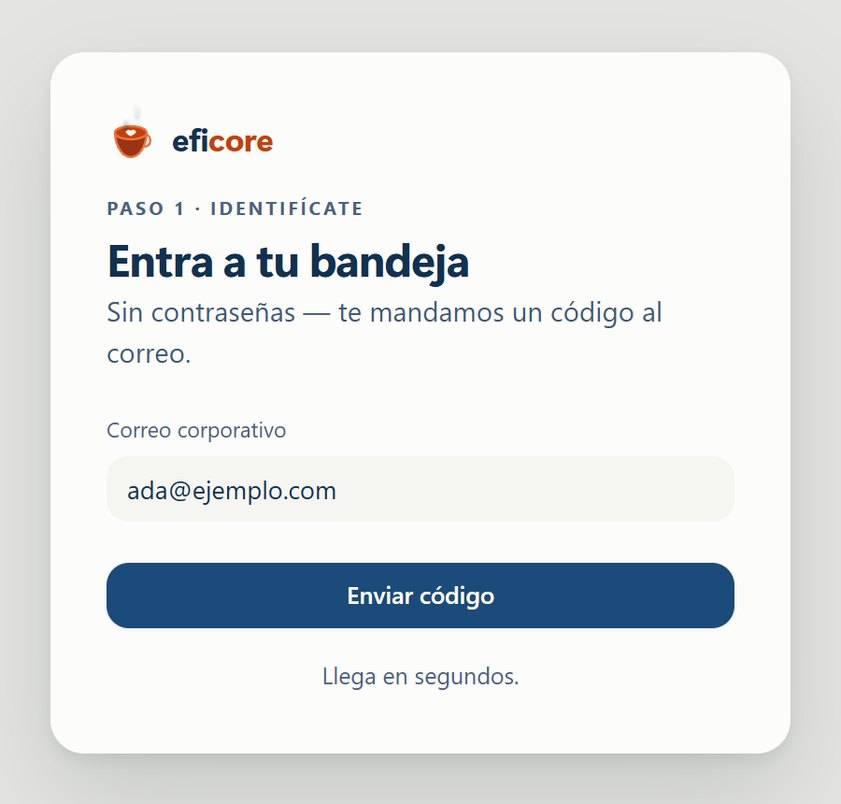 eficore
PASO 1 · IDENTIFÍCATE
Entra a tu bandeja
Sin contraseñas — te mandamos un código al
correo.
Correo corporativo
ada@ejemplo.com
Enviar código
Llega en segundos.